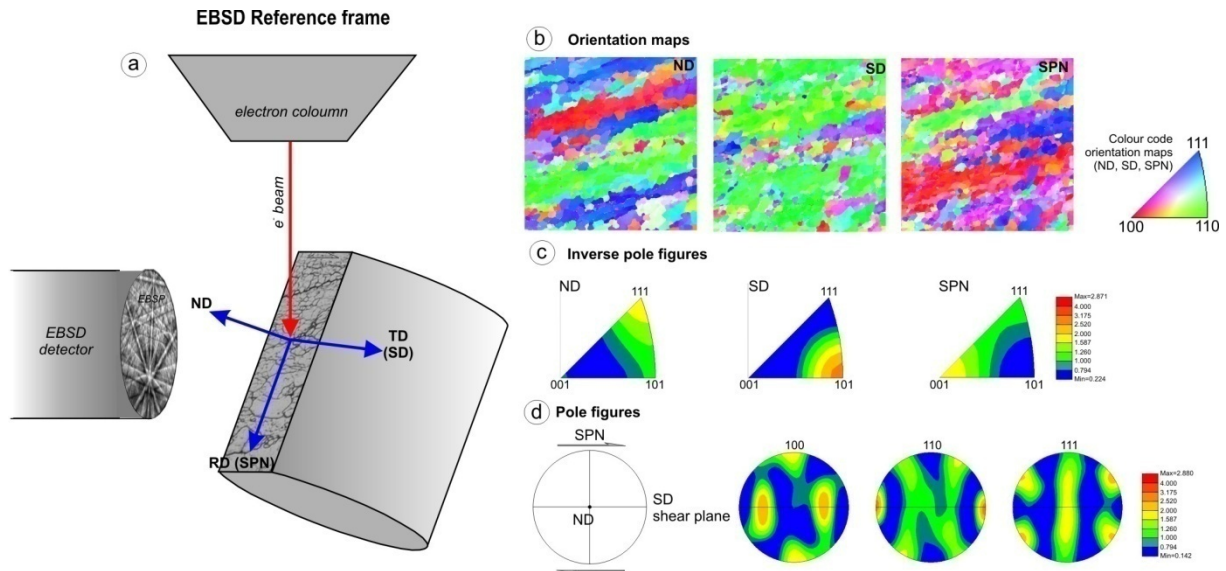 EBSD Reference frame
a
electron coloumn
e⁻ beam
EBSD
detector
EBSP
ND
TD
(SD)
RD (SPN)
b Orientation maps
ND
SD
SPN
Colour code
orientation maps
(ND, SD, SPN)
111
100
110
c Inverse pole figures
ND
111
001
101
SD
111
001
101
SPN
111
001
101
Max=2.871
4.000
3.175
2.520
2.000
1.587
1.260
1.000
0.794
Min=0.224
d Pole figures
SPN
ND
SD
shear plane
100
110
111
Max=2.880
4.000
3.175
2.520
2.000
1.587
1.260
1.000
0.794
Min=0.142